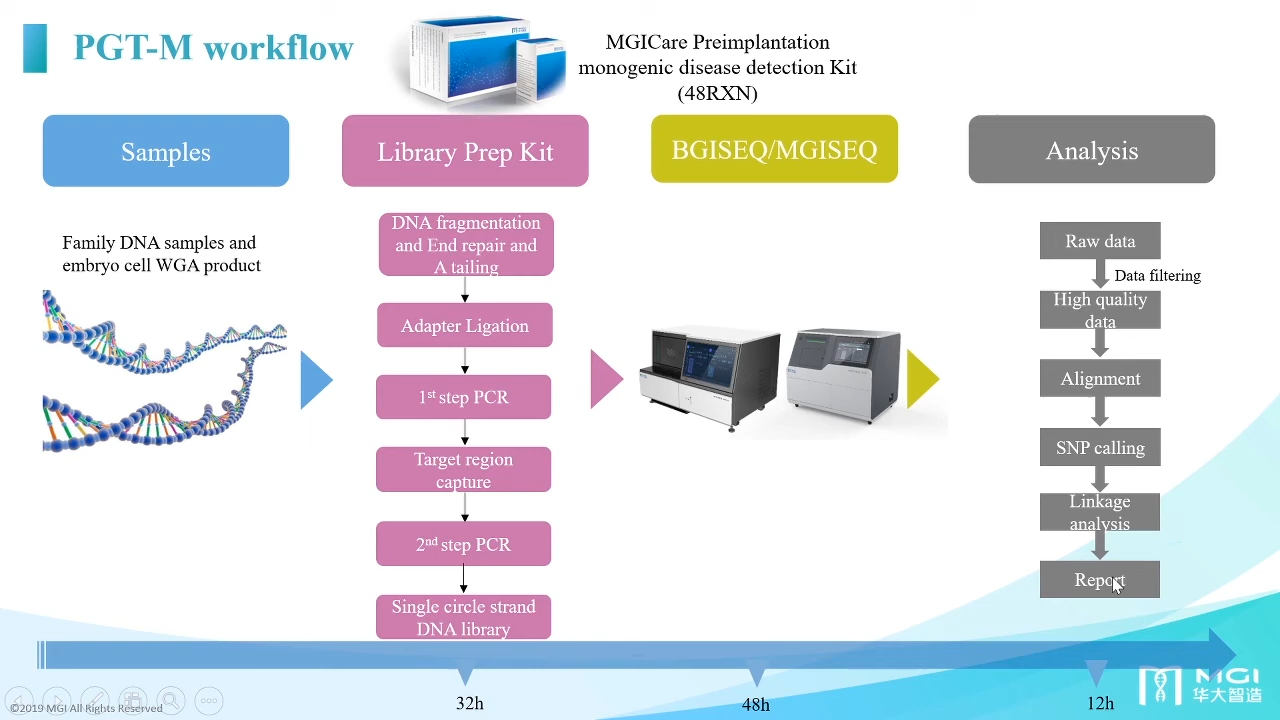 PGT-M workflow
MGICare Preimplantation
monogenic disease detection Kit
(48RXN)
Samples
Library Prep Kit
BGISEQ/MGISEQ
Analysis
Family DNA samples and
embryo cell WGA product
DNA fragmentation
and End repair and
A tailing
Adapter Ligation
1st step PCR
Target region
capture
2nd step PCR
Single circle strand
DNA library
Raw data
Data filtering
High quality
data
Alignment
SNP calling
Linkage
analysis
Report
32h
48h
12h
©2019 MGI All Rights Reserved
MGI
华大智造